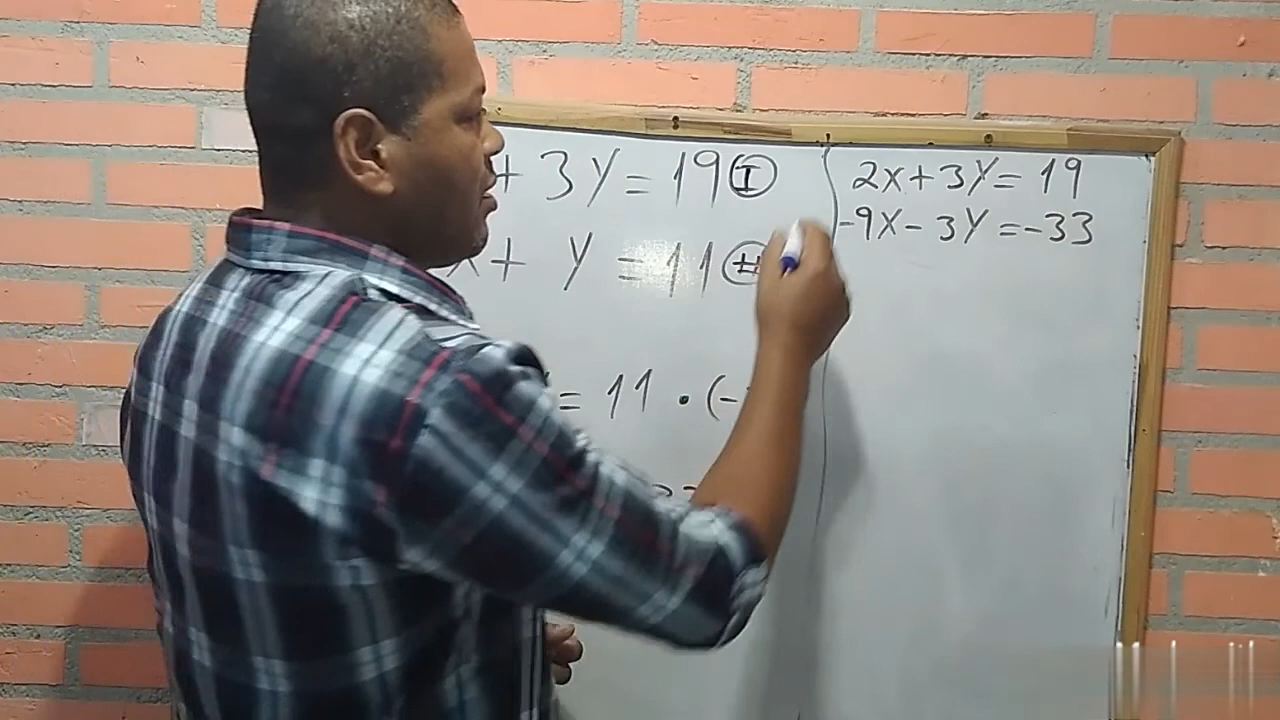 + 3Y = 19 Ⓘ
x + Y = 11
= 11 · (-
2x + 3Y = 19
-9x - 3Y = -33